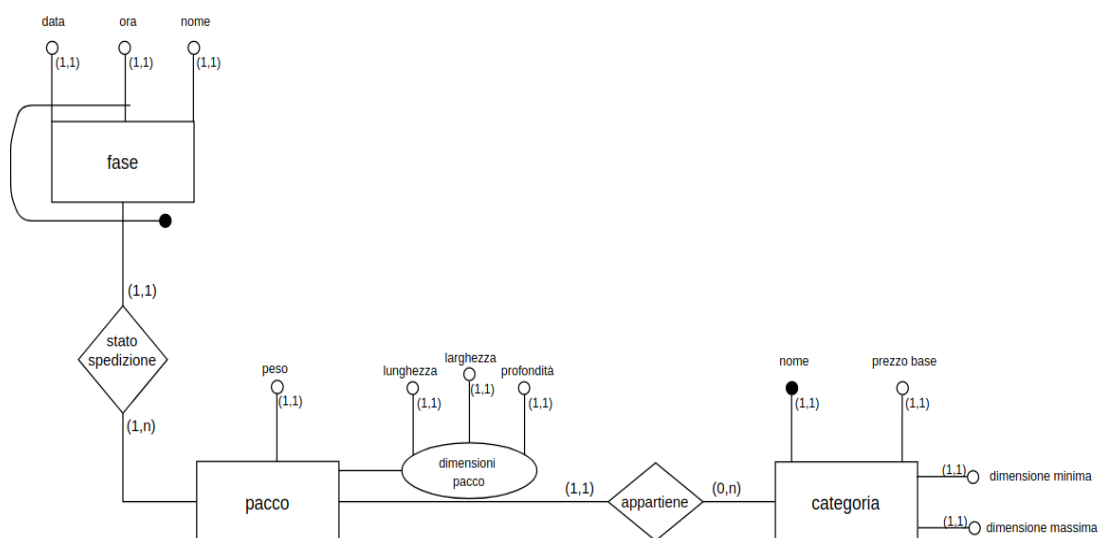 data ora nome
(1,1) (1,1) (1,1)
fase
(1,1)
stato
spedizione
(1,n)
peso
(1,1)
lunghezza larghezza profondità
(1,1) (1,1) (1,1)
dimensioni
pacco
pacco
(1,1)
appartiene
(0,n)
nome prezzo base
(1,1) (1,1)
categoria
(1,1) dimensione minima
(1,1) dimensione massima